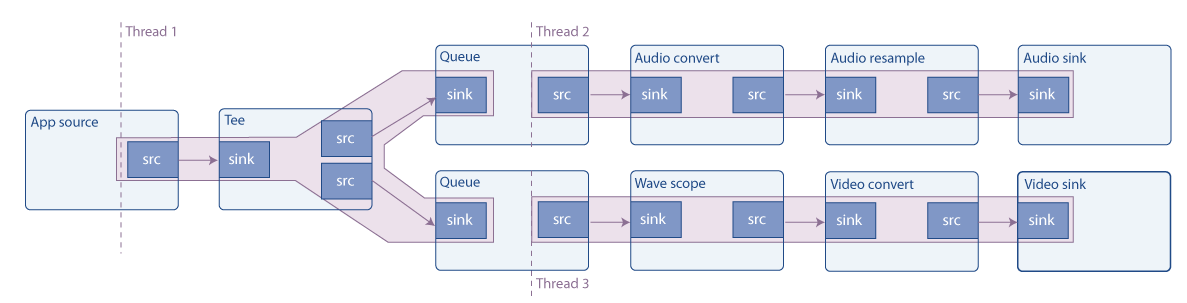 Thread 1
Thread 2
Queue
Audio convert
Audio resample
Audio sink
sink
src
sink
src
sink
src
sink
App source
Tee
src
sink
src
src
Queue
Wave scope
Video convert
Video sink
sink
src
sink
src
sink
src
sink
Thread 3